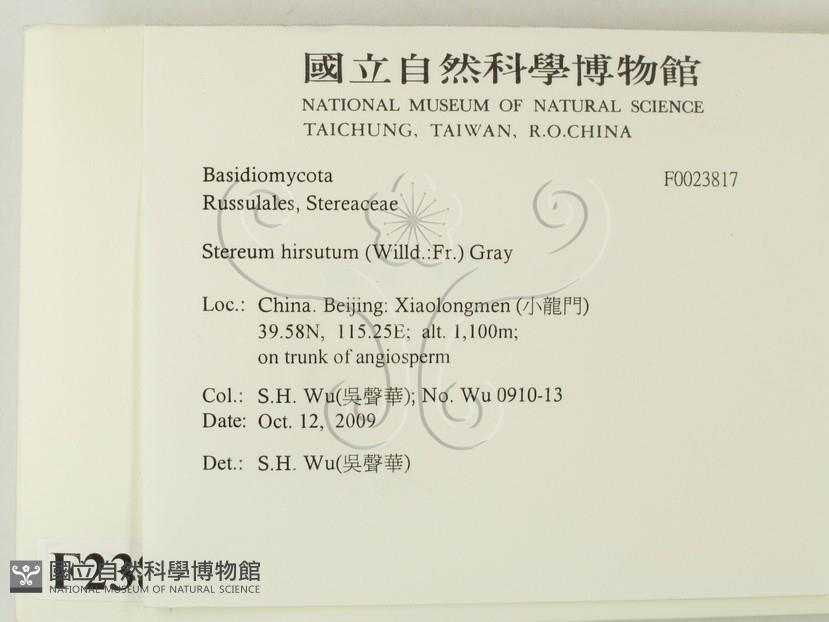 國立自然科學博物館
NATIONAL MUSEUM OF NATURAL SCIENCE
TAICHUNG, TAIWAN, R.O.CHINA
Basidiomycota F0023817
Russulales, Stereaceae
Stereum hirsutum (Willd.:Fr.) Gray
Loc.: China. Beijing: Xiaolongmen (小龍門)
39.58N, 115.25E; alt. 1,100m;
on trunk of angiosperm
Col.: S.H. Wu(吳聲華); No. Wu 0910-13
Date: Oct. 12, 2009
Det.: S.H. Wu(吳聲華)
國立自然科學博物館
NATIONAL MUSEUM OF NATURAL SCIENCE